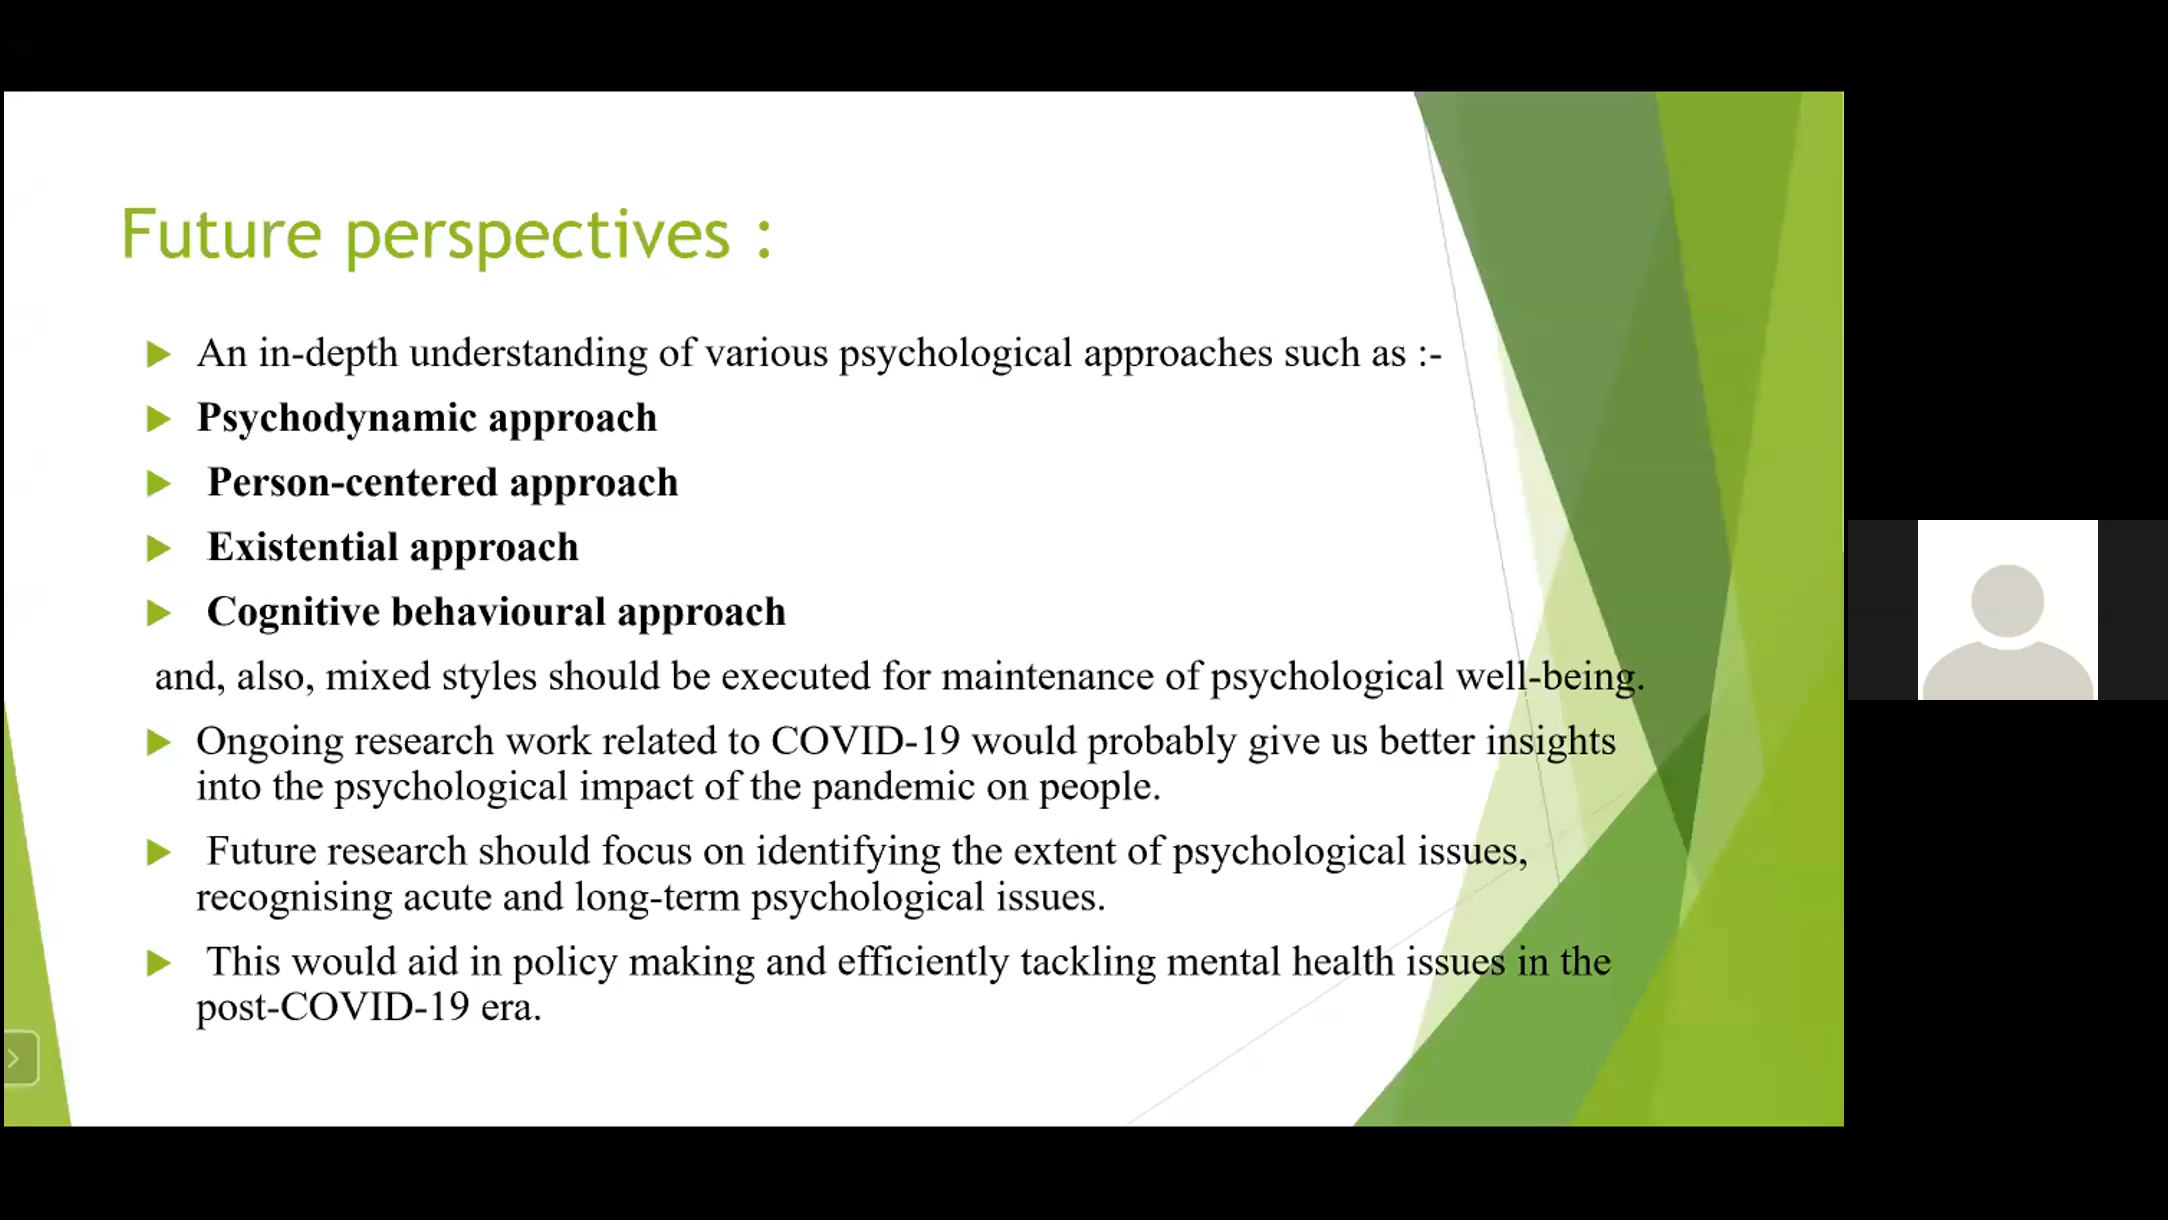 Future perspectives :
An in-depth understanding of various psychological approaches such as :-
Psychodynamic approach
Person-centered approach
Existential approach
Cognitive behavioural approach
and, also, mixed styles should be executed for maintenance of psychological well-being.
Ongoing research work related to COVID-19 would probably give us better insights
into the psychological impact of the pandemic on people.
Future research should focus on identifying the extent of psychological issues,
recognising acute and long-term psychological issues.
This would aid in policy making and efficiently tackling mental health issues in the
post-COVID-19 era.